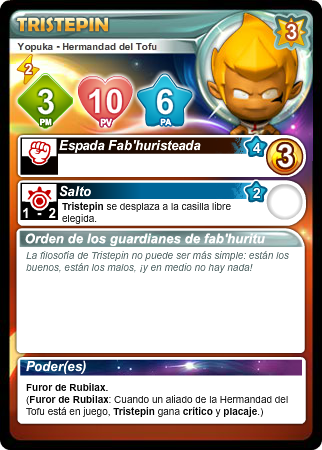 TRISTEPIN
3
Yopuka - Hermandad del Tofu
2
3
PM
10
PV
6
PA
Espada Fab'huristeada
4
3
Salto
2
1 - 2
Tristepin se desplaza a la casilla libre
elegida.
Orden de los guardianes de fab'huritu
La filosofía de Tristepin no puede ser más simple: están los
buenos, están los malos, ¡y en medio no hay nada!
Poder(es)
Furor de Rubilax.
(Furor de Rubilax: Cuando un aliado de la Hermandad del
Tofu está en juego, Tristepin gana crítico y placaje.)